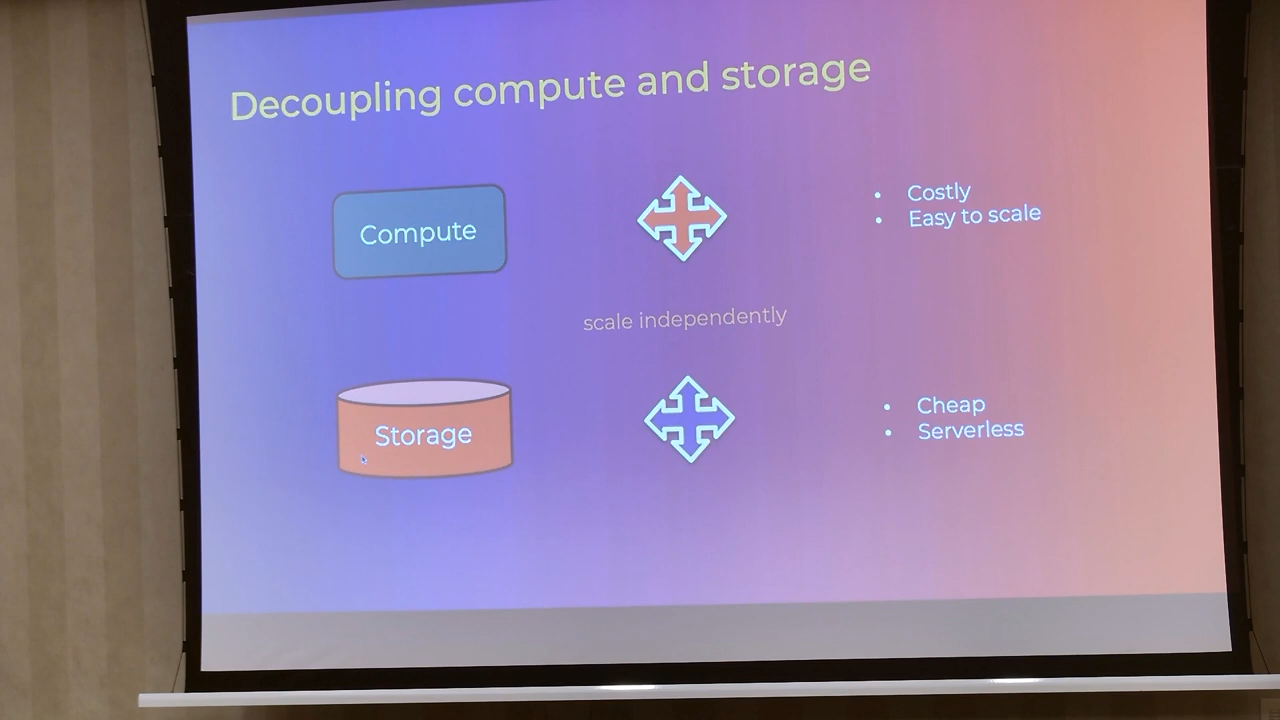 Decoupling compute and storage
Compute
• Costly
• Easy to scale
scale independently
Storage
• Cheap
• Serverless